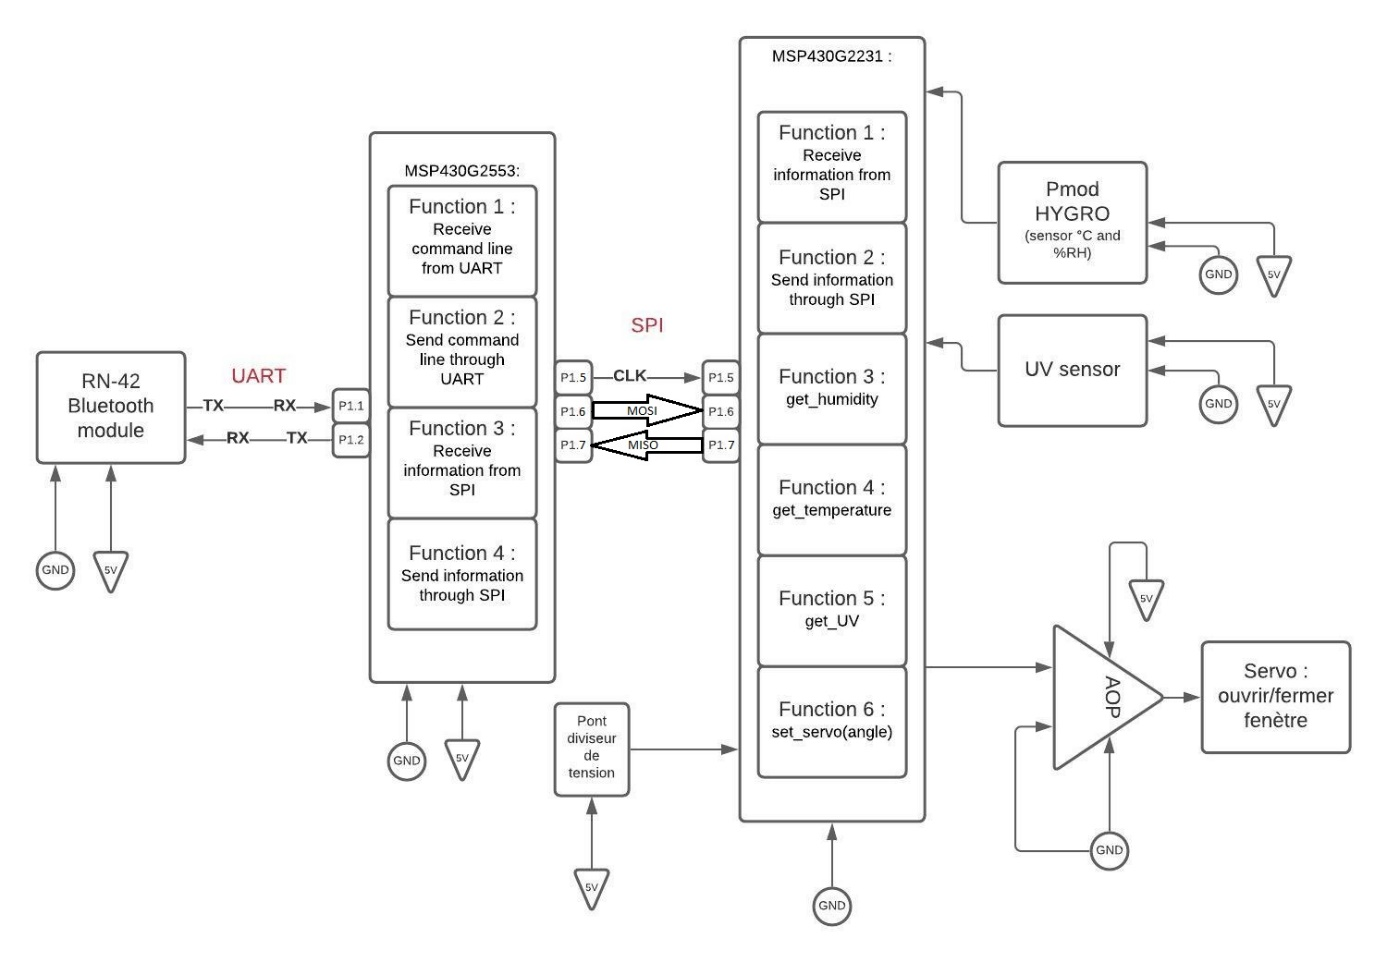 MSP430G2231 :
Function 1 :
Receive
information from
SPI
Function 2 :
Send information
through SPI
Function 3 :
get_humidity
Function 4 :
get_temperature
Function 5 :
get_UV
Function 6 :
set_servo(angle)
MSP430G2553:
Function 1 :
Receive
command line
from UART
Function 2 :
Send command
line through
UART
Function 3 :
Receive
information from
SPI
Function 4 :
Send information
through SPI
RN-42
Bluetooth
module
UART
TX RX
RX TX
P1.1
P1.2
GND
5V
GND
5V
SPI
P1.5 CLK P1.5
P1.6 MOSI P1.6
P1.7 MISO P1.7
Pont
diviseur
de
tension
5V
GND
Pmod
HYGRO
(sensor °C and
%RH)
GND
5V
UV sensor
GND
5V
5V
AOP
GND
Servo :
ouvrir/fermer
fenètre